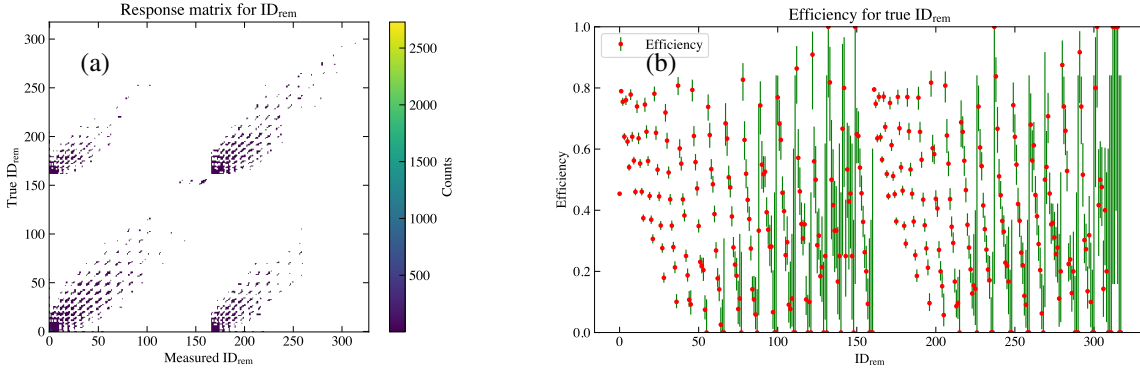 Response matrix for ID_rem
(a)
True ID_rem
300
250
200
150
100
50
0
0 50 100 150 200 250 300
Measured ID_rem
2500
2000
1500
1000
500
Counts
Efficiency for true ID_rem
Efficiency
(b)
Efficiency
1.0
0.8
0.6
0.4
0.2
0.0
0 50 100 150 200 250 300
ID_rem